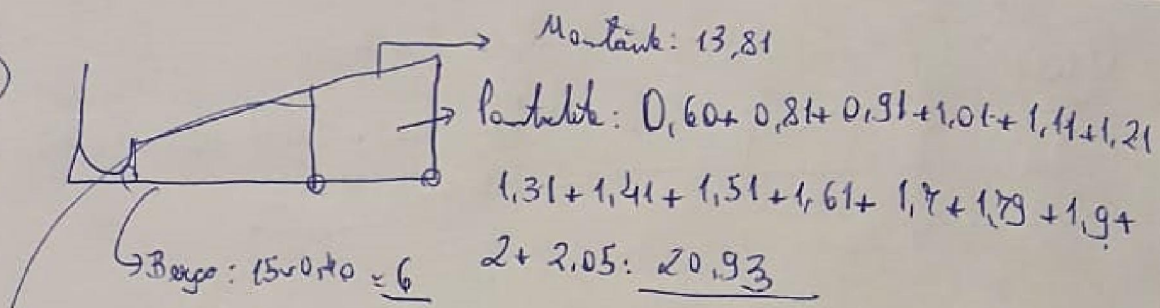 Montante: 13,81
Pontalete: 0,60+ 0,81+ 0,91+1,01+ 1,11+1,21
1,31+ 1,41+ 1,51+1,61+ 1,7+1,79 +1,9+
2+ 2,05: 20,93
Berço: 15x0,40 = 6